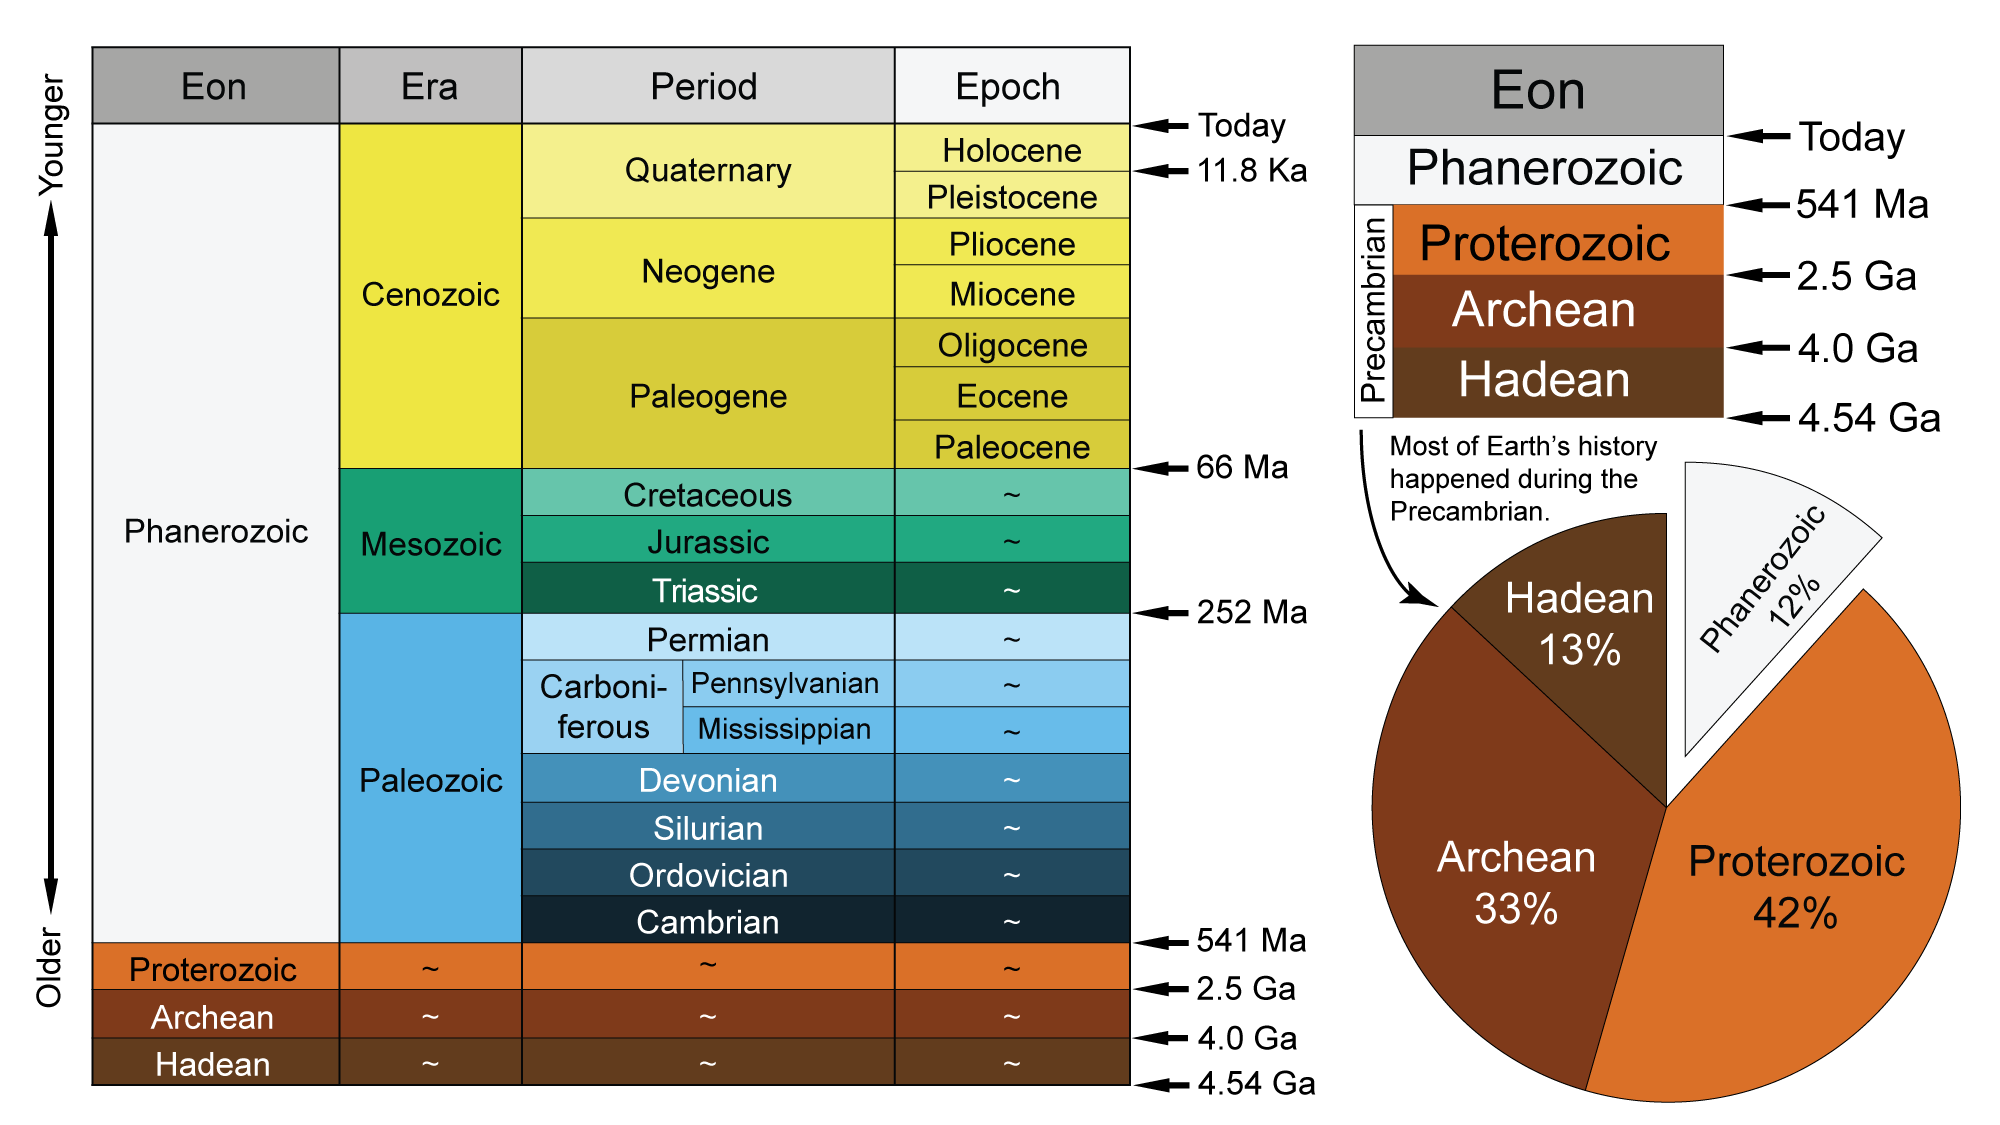 Younger
Older
Eon
Era
Period
Epoch
Phanerozoic
Cenozoic
Quaternary
Holocene
Pleistocene
Neogene
Pliocene
Miocene
Paleogene
Oligocene
Eocene
Paleocene
Mesozoic
Cretaceous
~
Jurassic
~
Triassic
~
Paleozoic
Permian
~
Carboni-
ferous
Pennsylvanian
~
Mississippian
~
Devonian
~
Silurian
~
Ordovician
~
Cambrian
~
Proterozoic
~
~
~
Archean
~
~
~
Hadean
~
~
~
Today
11.8 Ka
66 Ma
252 Ma
541 Ma
2.5 Ga
4.0 Ga
4.54 Ga
Eon
Phanerozoic
Precambrian
Proterozoic
Archean
Hadean
Today
541 Ma
2.5 Ga
4.0 Ga
4.54 Ga
Most of Earth’s history
happened during the
Precambrian.
Hadean
13%
Phanerozoic
12%
Archean
33%
Proterozoic
42%